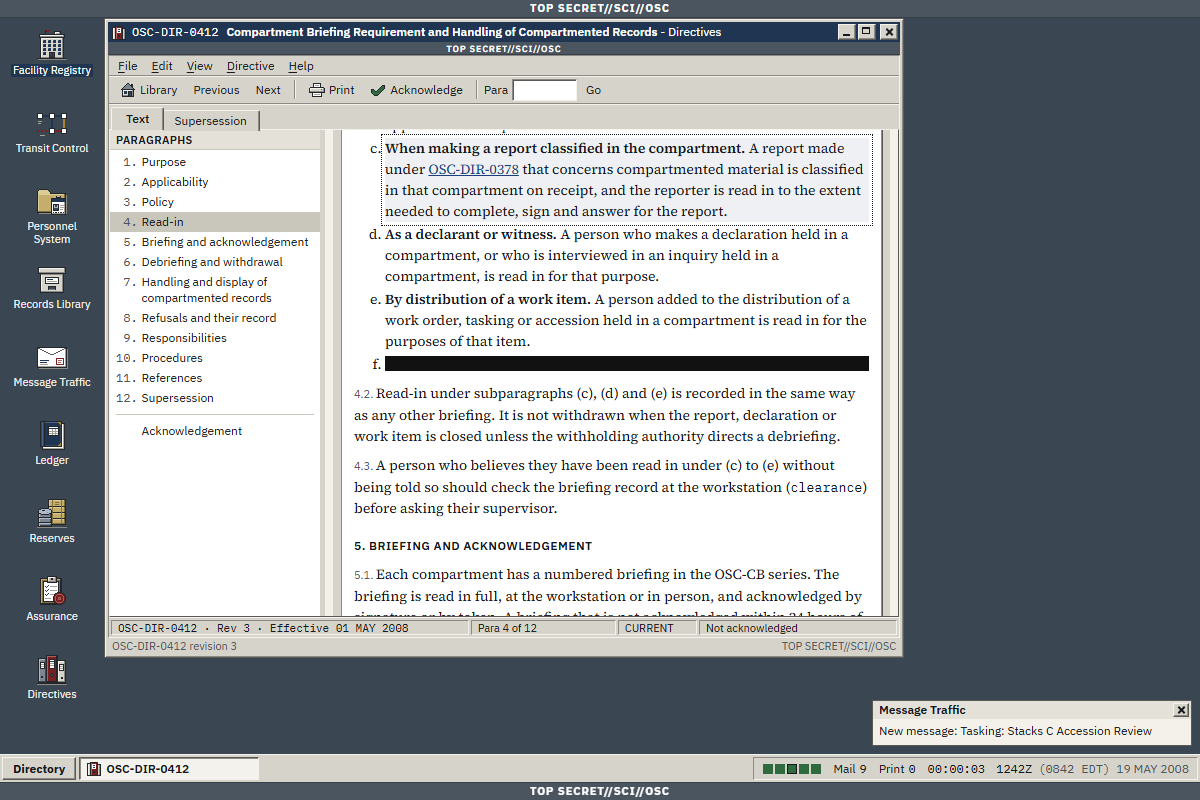 TOP SECRET//SCI//OSC
Facility Registry
Transit Control
Personnel
System
Records Library
Message Traffic
Ledger
Reserves
Assurance
Directives
OSC-DIR-0412 Compartment Briefing Requirement and Handling of Compartmented Records - Directives
TOP SECRET//SCI//OSC
File Edit View Directive Help
Library Previous Next Print Acknowledge Para Go
Text Supersession
PARAGRAPHS
1. Purpose
2. Applicability
3. Policy
4. Read-in
5. Briefing and acknowledgement
6. Debriefing and withdrawal
7. Handling and display of
compartmented records
8. Refusals and their record
9. Responsibilities
10. Procedures
11. References
12. Supersession
Acknowledgement
c. When making a report classified in the compartment. A report made
under OSC-DIR-0378 that concerns compartmented material is classified
in that compartment on receipt, and the reporter is read in to the extent
needed to complete, sign and answer for the report.
d. As a declarant or witness. A person who makes a declaration held in a
compartment, or who is interviewed in an inquiry held in a
compartment, is read in for that purpose.
e. By distribution of a work item. A person added to the distribution of a
work order, tasking or accession held in a compartment is read in for the
purposes of that item.
f.
4.2. Read-in under subparagraphs (c), (d) and (e) is recorded in the same way
as any other briefing. It is not withdrawn when the report, declaration or
work item is closed unless the withholding authority directs a debriefing.
4.3. A person who believes they have been read in under (c) to (e) without
being told so should check the briefing record at the workstation (clearance)
before asking their supervisor.
5. BRIEFING AND ACKNOWLEDGEMENT
5.1. Each compartment has a numbered briefing in the OSC-CB series. The
briefing is read in full, at the workstation or in person, and acknowledged by
OSC-DIR-0412 · Rev 3 · Effective 01 MAY 2008 Para 4 of 12 CURRENT Not acknowledged
OSC-DIR-0412 revision 3 TOP SECRET//SCI//OSC
Message Traffic
New message: Tasking: Stacks C Accession Review
Directory OSC-DIR-0412 Mail 9 Print 0 00:00:03 1242Z (0842 EDT) 19 MAY 2008
TOP SECRET//SCI//OSC